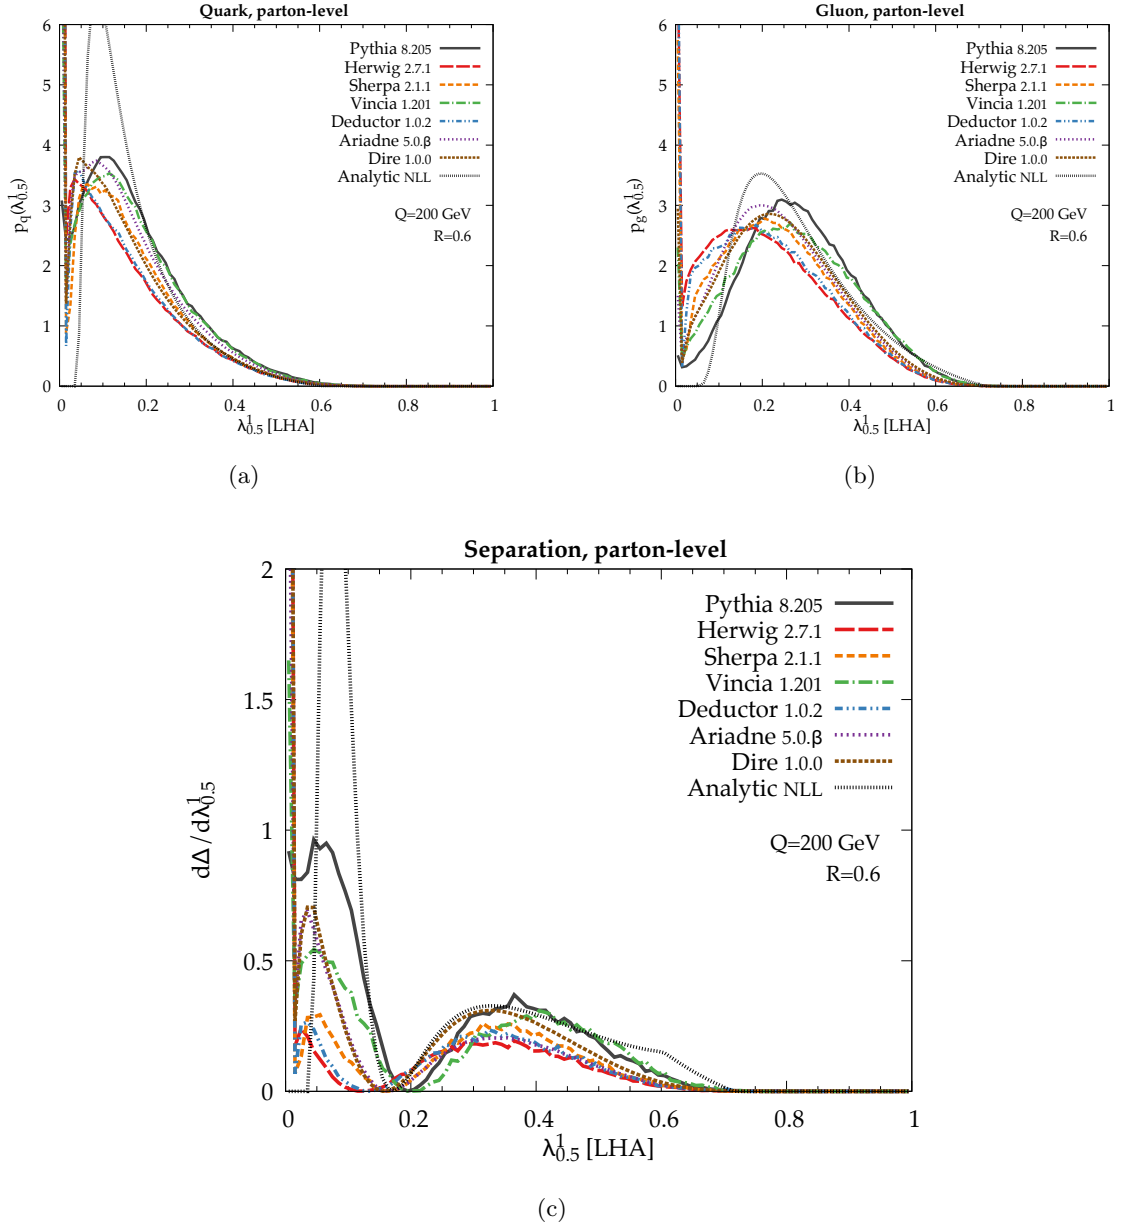 Quark, parton-level
p_q(λ^1_0.5)
6
5
4
3
2
1
0
Pythia 8.205
Herwig 2.7.1
Sherpa 2.1.1
Vincia 1.201
Deductor 1.0.2
Ariadne 5.0.β
Dire 1.0.0
Analytic NLL
Q=200 GeV
R=0.6
0 0.2 0.4 0.6 0.8 1
λ^1_0.5 [LHA]
(a)
Gluon, parton-level
p_g(λ^1_0.5)
6
5
4
3
2
1
0
Pythia 8.205
Herwig 2.7.1
Sherpa 2.1.1
Vincia 1.201
Deductor 1.0.2
Ariadne 5.0.β
Dire 1.0.0
Analytic NLL
Q=200 GeV
R=0.6
0 0.2 0.4 0.6 0.8 1
λ^1_0.5 [LHA]
(b)
Separation, parton-level
dΔ/dλ^1_0.5
2
1.5
1
0.5
0
Pythia 8.205
Herwig 2.7.1
Sherpa 2.1.1
Vincia 1.201
Deductor 1.0.2
Ariadne 5.0.β
Dire 1.0.0
Analytic NLL
Q=200 GeV
R=0.6
0 0.2 0.4 0.6 0.8 1
λ^1_0.5 [LHA]
(c)